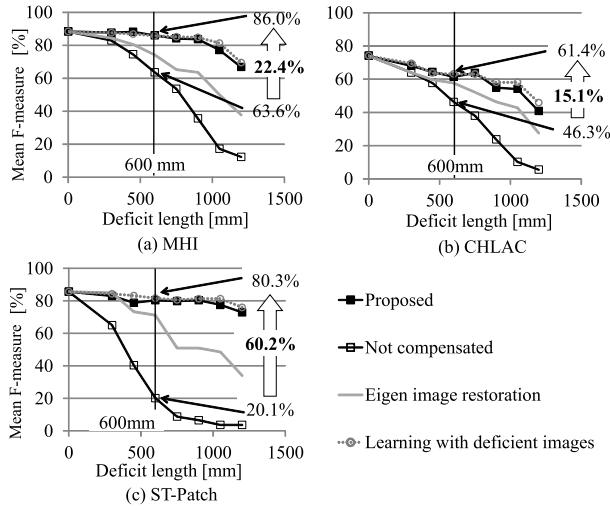 Mean F-measure [%]
100
80
60
40
20
0
86.0%
22.4%
63.6%
600 mm
0
500
1000
1500
Deficit length [mm]
(a) MHI
100
80
60
40
20
0
61.4%
15.1%
46.3%
600mm
0
500
1000
1500
Deficit length [mm]
(b) CHLAC
Mean F-measure [%]
100
80
60
40
20
0
80.3%
60.2%
20.1%
600mm
0
500
1000
1500
Deficit length [mm]
(c) ST-Patch
Proposed
Not compensated
Eigen image restoration
Learning with deficient images